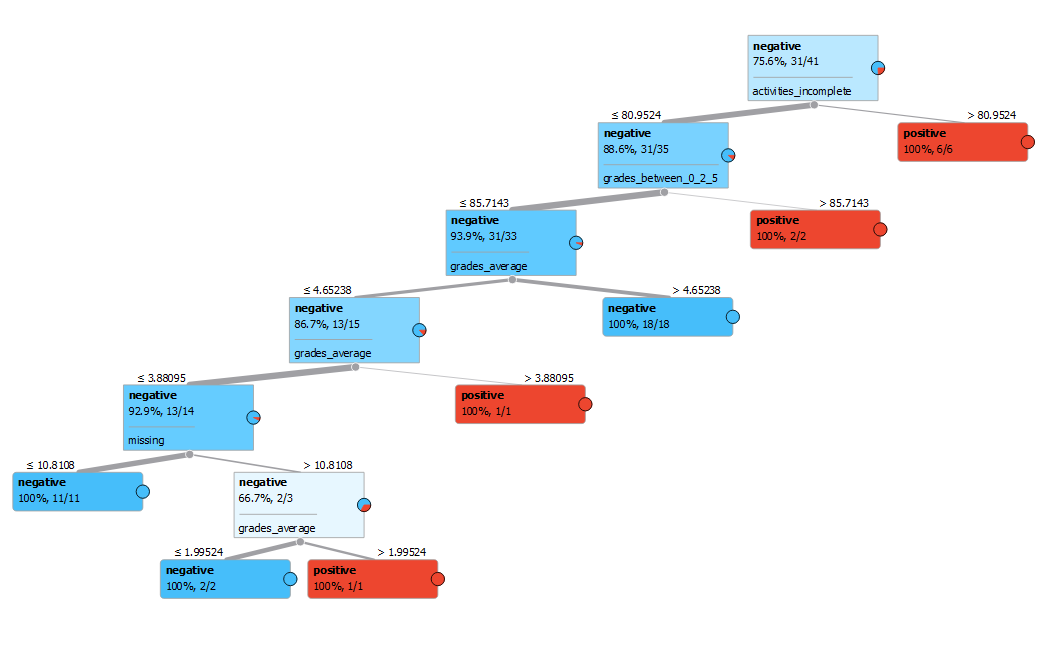 negative
75.6%, 31/41
activities_incomplete
≤ 80.9524
> 80.9524
negative
88.6%, 31/35
grades_between_0_2_5
positive
100%, 6/6
≤ 85.7143
> 85.7143
negative
93.9%, 31/33
grades_average
positive
100%, 2/2
≤ 4.65238
> 4.65238
negative
86.7%, 13/15
grades_average
negative
100%, 18/18
≤ 3.88095
> 3.88095
negative
92.9%, 13/14
missing
positive
100%, 1/1
≤ 10.8108
> 10.8108
negative
100%, 11/11
negative
66.7%, 2/3
grades_average
≤ 1.99524
> 1.99524
negative
100%, 2/2
positive
100%, 1/1